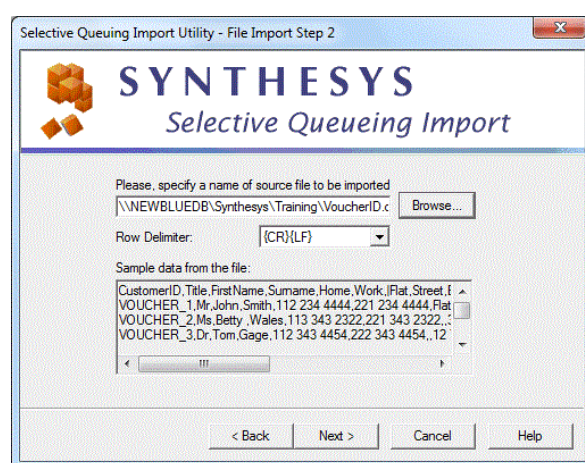 Selective Queuing Import Utility - File Import Step 2
SYNTHESYS
Selective Queueing Import
Please, specify a name of source file to be imported
\\NEWBLUEDB\Synthesys\Training\VoucherID.c
Browse...
Row Delimiter:
{CR}{LF}
Sample data from the file:
CustomerID,Title,FirstName,Surname,Home,Work,|Flat,Street,E
VOUCHER_1,Mr,John,Smith,112 234 4444,221 234 4444,Flat
VOUCHER_2,Ms,Betty ,Wales,113 343 2322,221 343 2322,,3
VOUCHER_3,Dr,Tom,Gage,112 343 4454,222 343 4454,,12
< Back
Next >
Cancel
Help